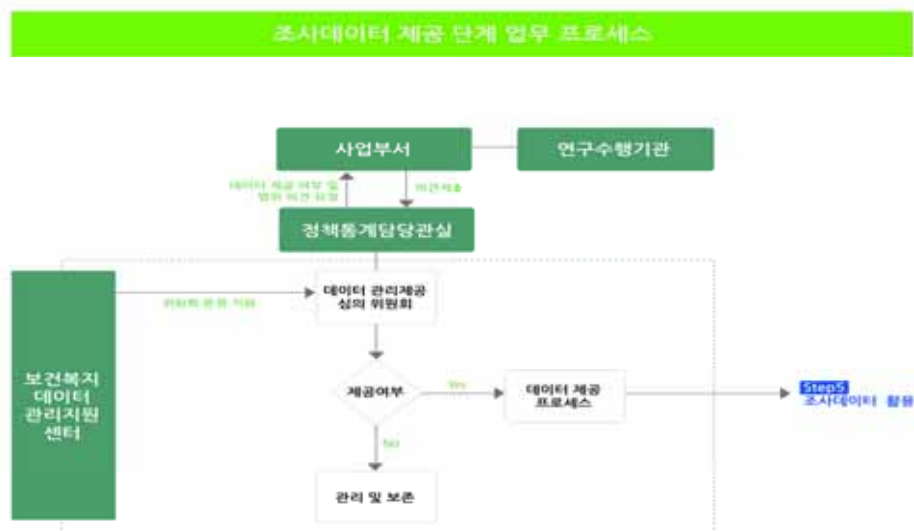 조사데이터 제공 단계 업무 프로세스
사업부서
연구수행기관
데이터 제공 여부 및
범위 의견 요청
의견제출
정책통계담당관실
데이터 관리제공
심의 위원회
위원회 운영 지원
보건복지
데이터
관리지원
센터
제공여부
Yes
데이터 제공
프로세스
Step5
조사데이터 활용
No
관리 및 보존